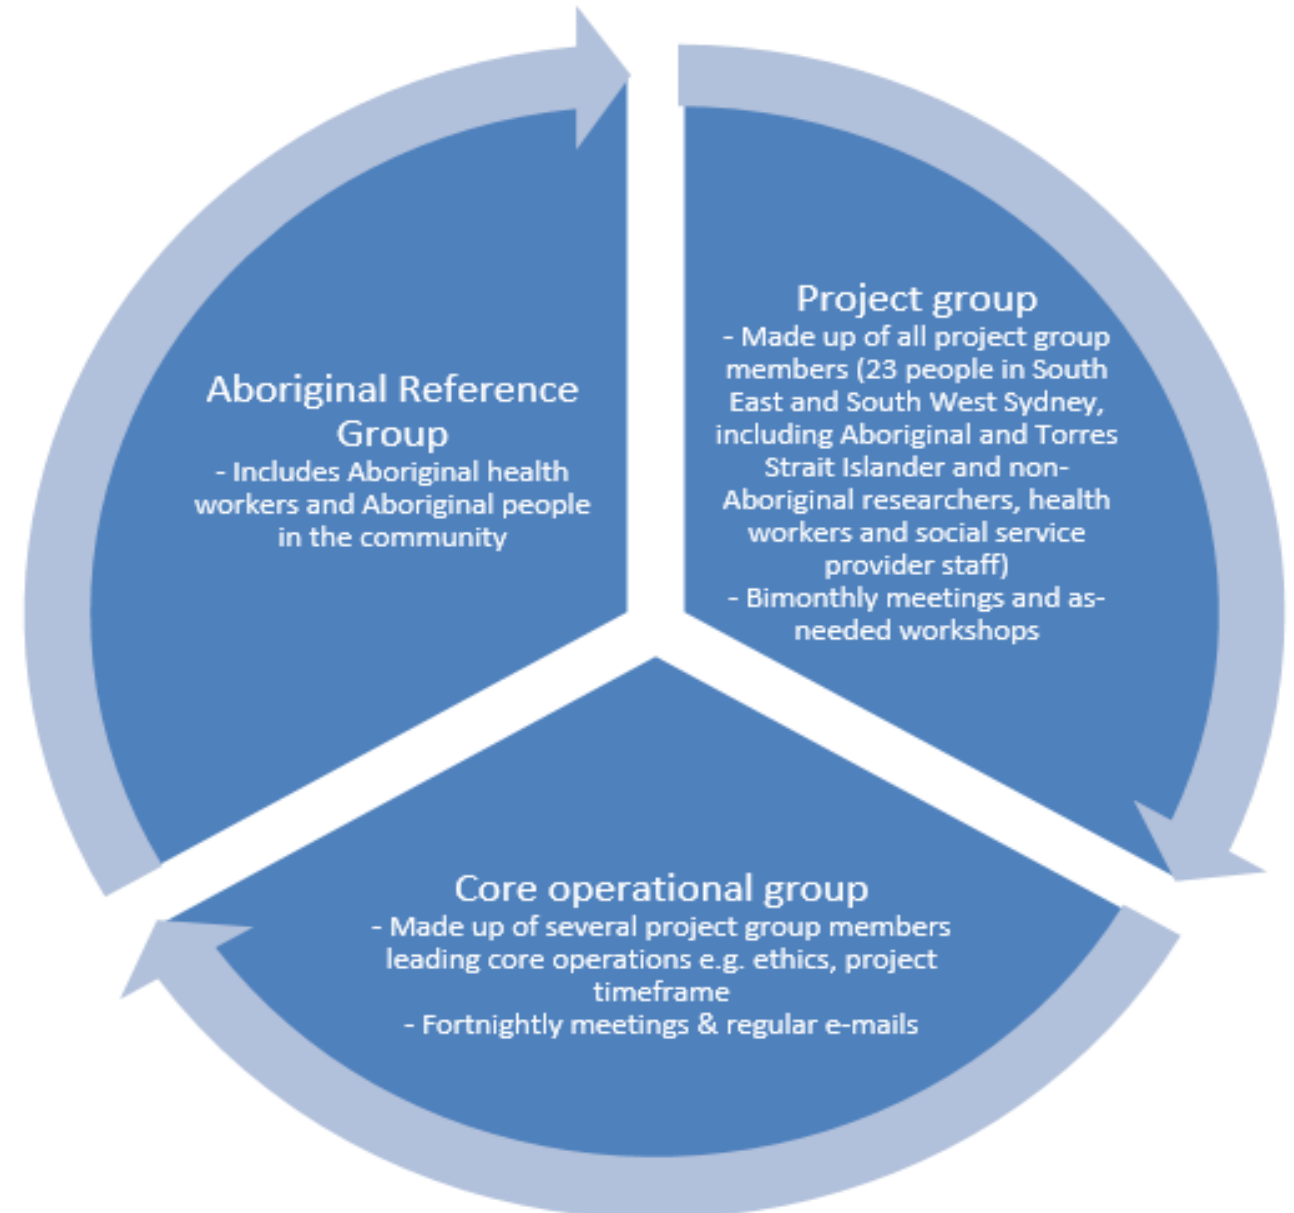 Project group
- Made up of all project group
members (23 people in South
East and South West Sydney,
including Aboriginal and Torres
Strait Islander and non-
Aboriginal researchers, health
workers and social service
provider staff)
- Bimonthly meetings and as-
needed workshops
Core operational group
- Made up of several project group members
leading core operations e.g. ethics, project
timeframe
- Fortnightly meetings & regular e-mails
Aboriginal Reference
Group
- Includes Aboriginal health
workers and Aboriginal people
in the community